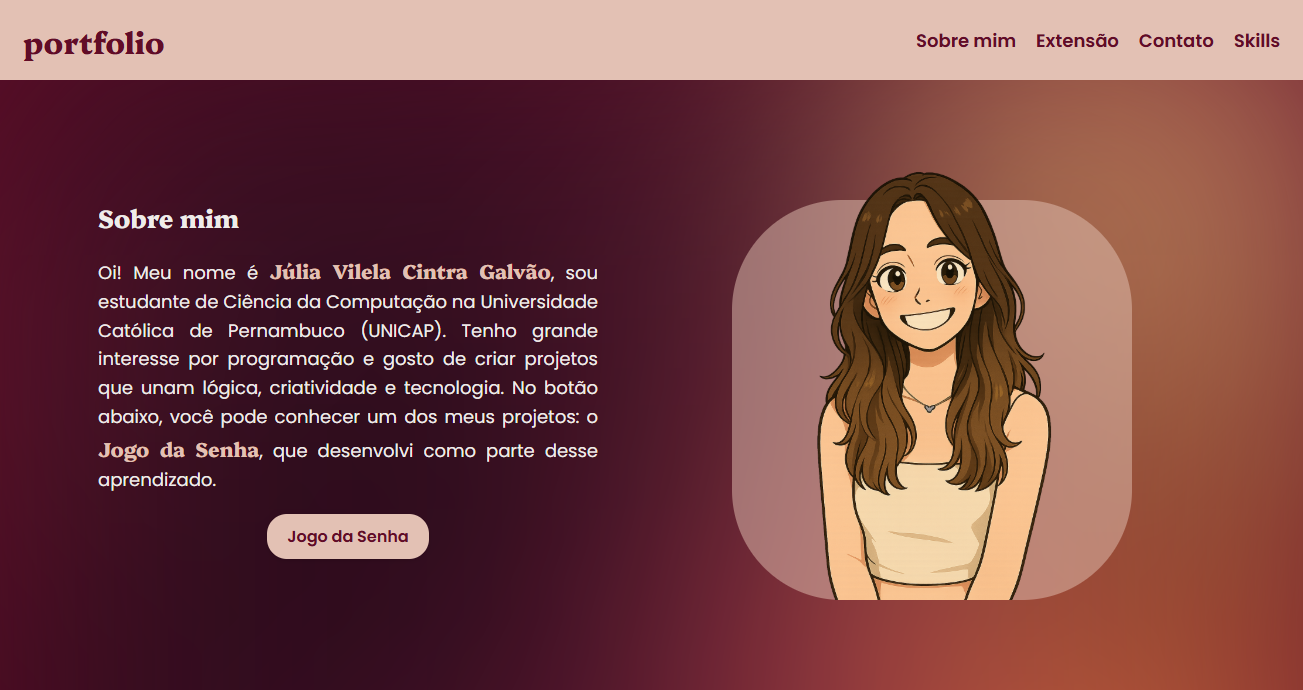 portfolio
Sobre mim Extensão Contato Skills
Sobre mim
Oi! Meu nome é Júlia Vilela Cintra Galvão, sou
estudante de Ciência da Computação na Universidade
Católica de Pernambuco (UNICAP). Tenho grande
interesse por programação e gosto de criar projetos
que unam lógica, criatividade e tecnologia. No botão
abaixo, você pode conhecer um dos meus projetos: o
Jogo da Senha, que desenvolvi como parte desse
aprendizado.
Jogo da Senha